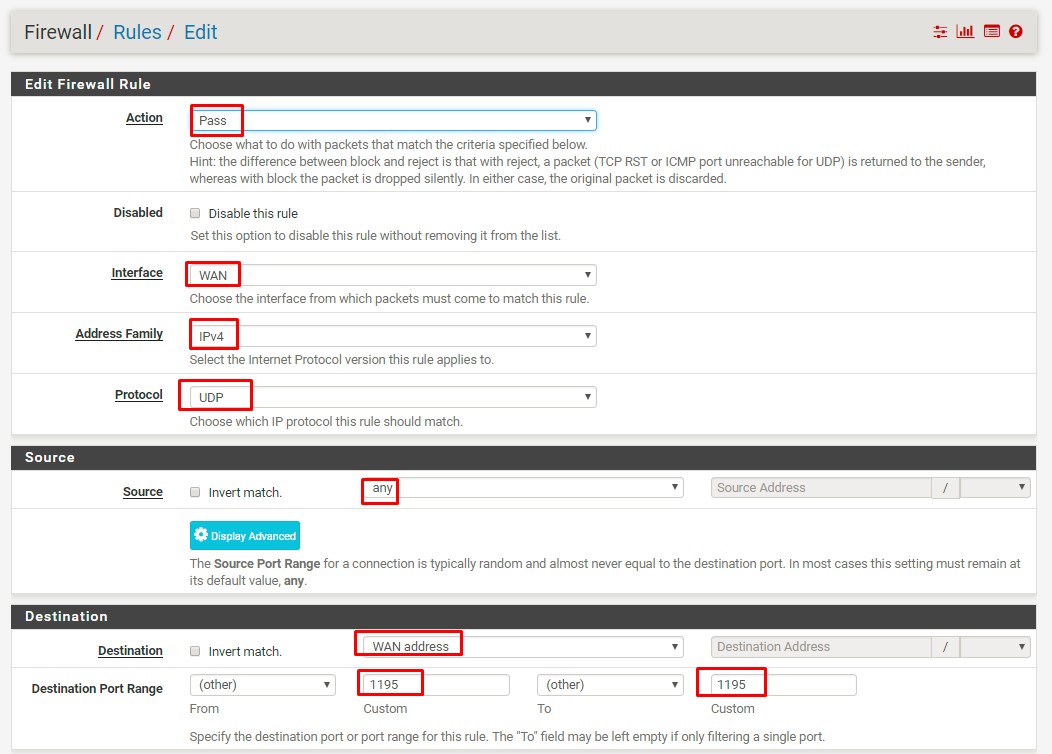 Firewall / Rules / Edit
Edit Firewall Rule
Action
Pass
Choose what to do with packets that match the criteria specified below.
Hint: the difference between block and reject is that with reject, a packet (TCP RST or ICMP port unreachable for UDP) is returned to the sender,
whereas with block the packet is dropped silently. In either case, the original packet is discarded.
Disabled
Disable this rule
Set this option to disable this rule without removing it from the list.
Interface
WAN
Choose the interface from which packets must come to match this rule.
Address Family
IPv4
Select the Internet Protocol version this rule applies to.
Protocol
UDP
Choose which IP protocol this rule should match.
Source
Source
Invert match.
any
Source Address
/
Display Advanced
The Source Port Range for a connection is typically random and almost never equal to the destination port. In most cases this setting must remain at
its default value, any.
Destination
Destination
Invert match.
WAN address
Destination Address
/
Destination Port Range
(other)
1195
(other)
1195
From
Custom
To
Custom
Specify the destination port or port range for this rule. The "To" field may be left empty if only filtering a single port.